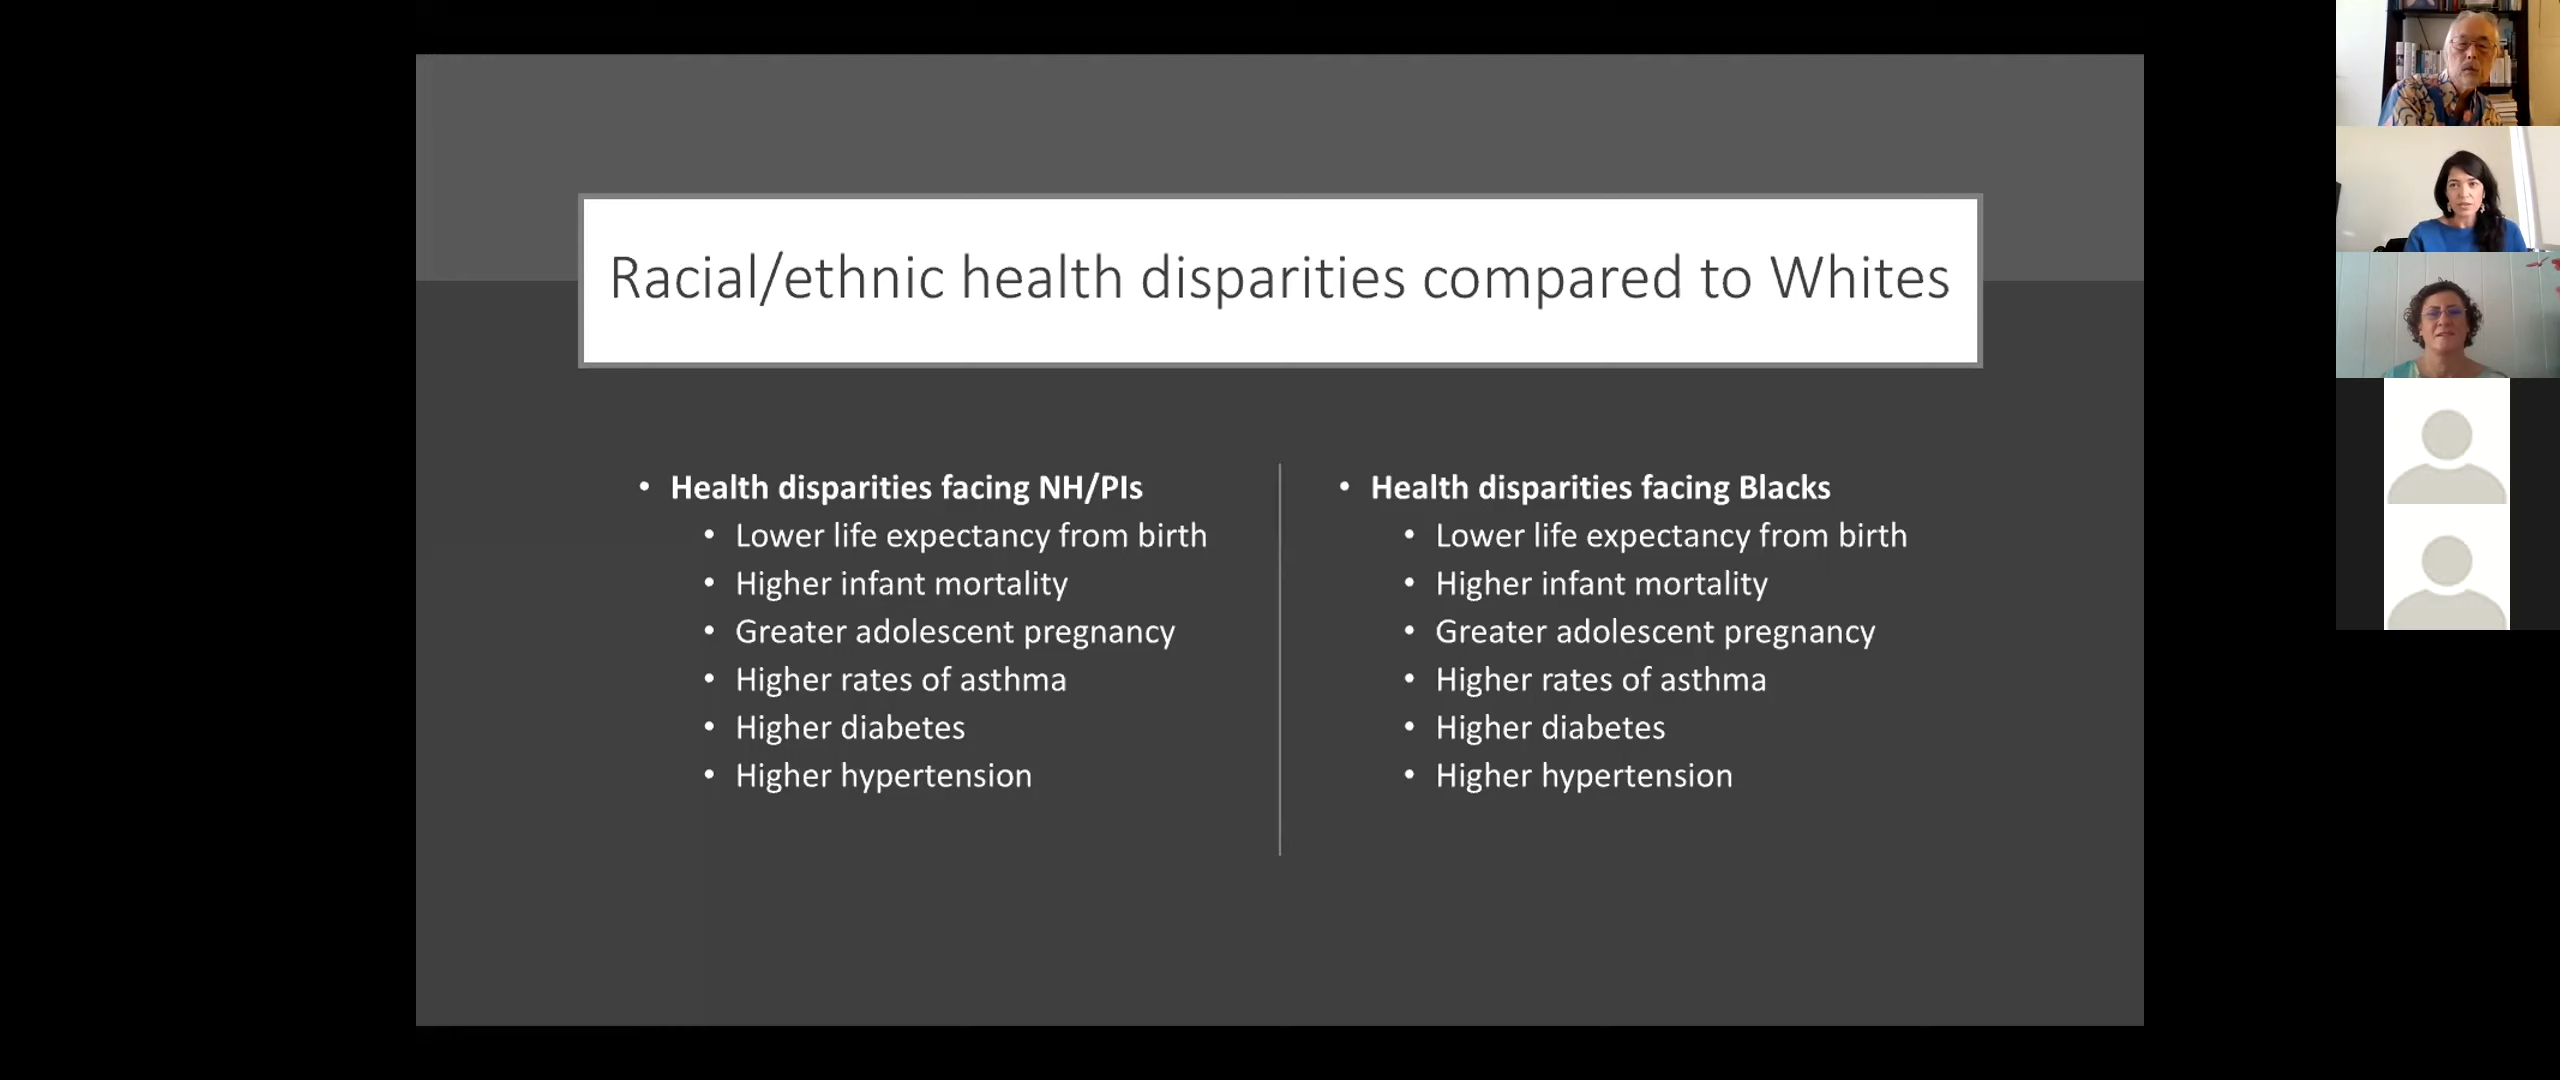 Racial/ethnic health disparities compared to Whites
• Health disparities facing NH/PIs
• Lower life expectancy from birth
• Higher infant mortality
• Greater adolescent pregnancy
• Higher rates of asthma
• Higher diabetes
• Higher hypertension
• Health disparities facing Blacks
• Lower life expectancy from birth
• Higher infant mortality
• Greater adolescent pregnancy
• Higher rates of asthma
• Higher diabetes
• Higher hypertension